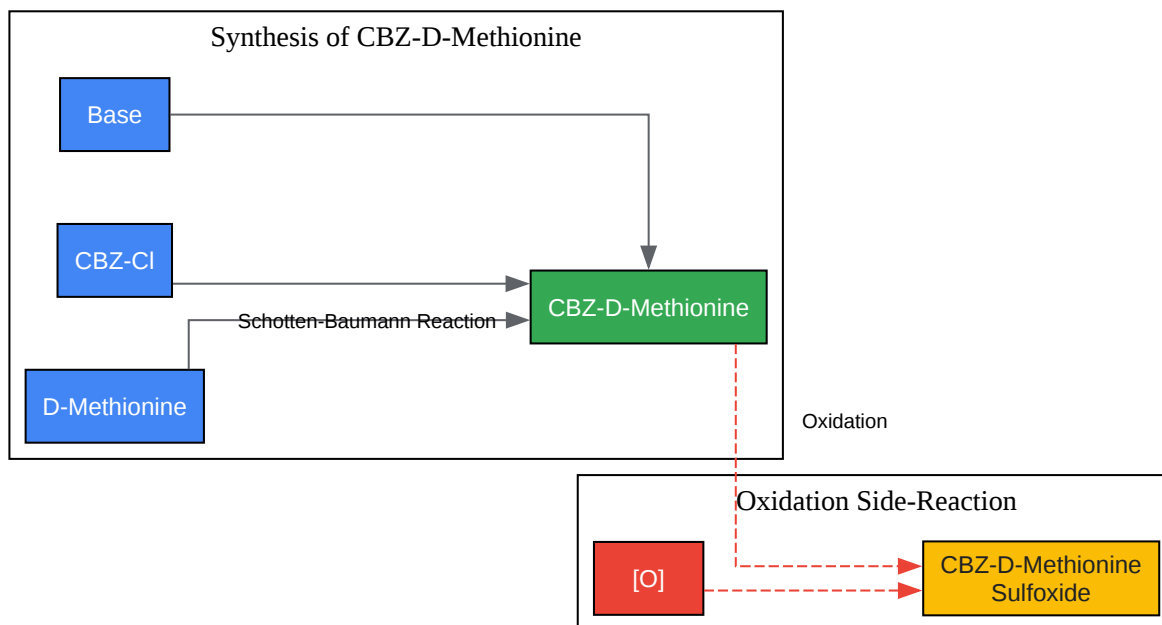 Synthesis of CBZ-D-Methionine
Base
CBZ-Cl
CBZ-D-Methionine
Schotten-Baumann Reaction
D-Methionine
Oxidation
Oxidation Side-Reaction
[O]
CBZ-D-Methionine
Sulfoxide